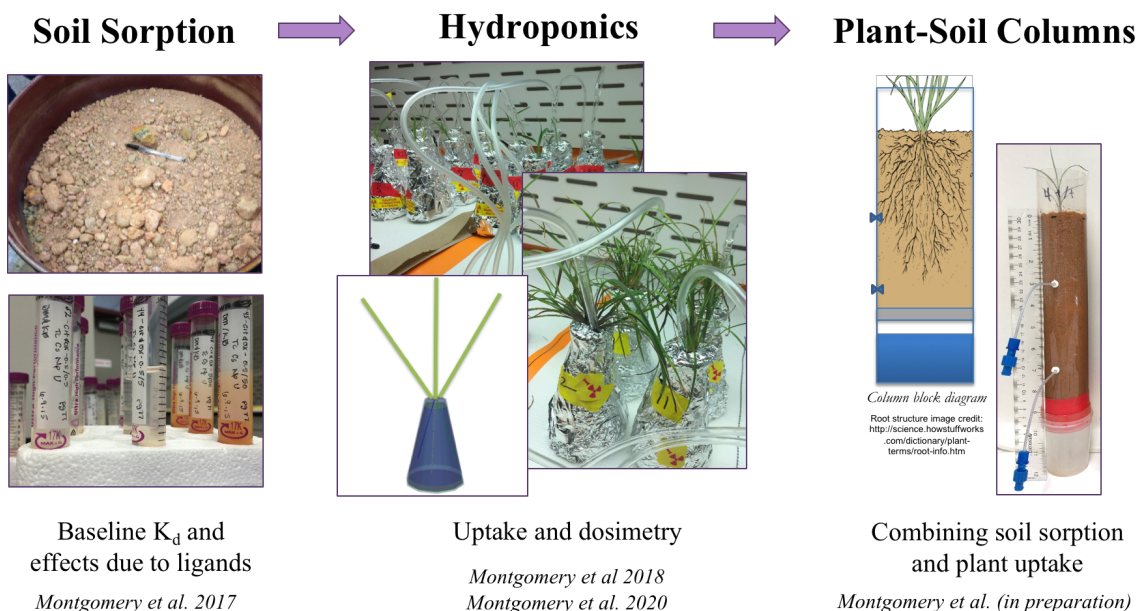 Soil Sorption
Hydroponics
Plant-Soil Columns
Column block diagram
Root structure image credit:
http://science.howstuffworks
.com/dictionary/plant-
terms/root-info.htm
Baseline Kd and
effects due to ligands
Montgomery et al. 2017
Uptake and dosimetry
Montgomery et al 2018
Montgomery et al. 2020
Combining soil sorption
and plant uptake
Montgomery et al. (in preparation)